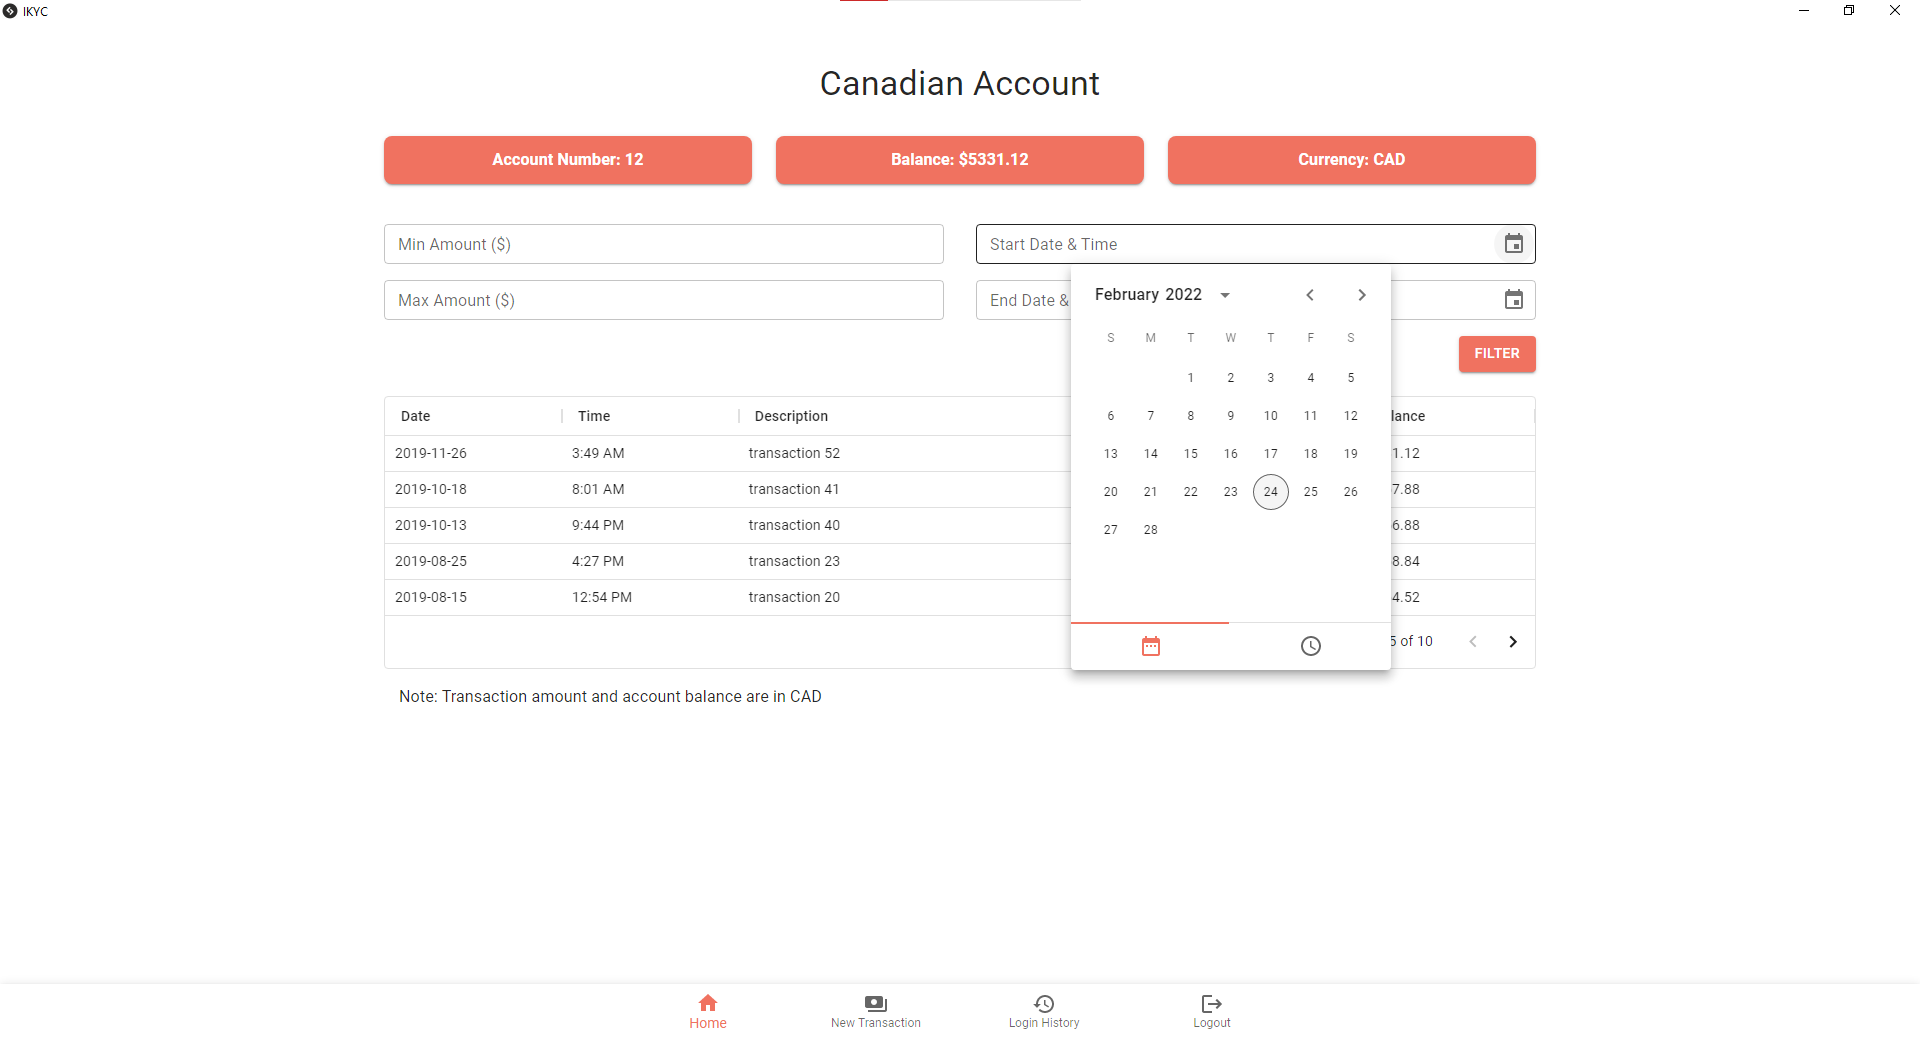 IKYC
Canadian Account
Account Number: 12
Balance: $5331.12
Currency: CAD
Min Amount ($)
Start Date & Time
Max Amount ($)
End Date &
FILTER
February 2022
S M T W T F S
1 2 3 4 5
6 7 8 9 10 11 12
13 14 15 16 17 18 19
20 21 22 23 24 25 26
27 28
Date Time Description lance
2019-11-26 3:49 AM transaction 52 1.12
2019-10-18 8:01 AM transaction 41 7.88
2019-10-13 9:44 PM transaction 40 6.88
2019-08-25 4:27 PM transaction 23 8.84
2019-08-15 12:54 PM transaction 20 4.52
5 of 10
Note: Transaction amount and account balance are in CAD
Home
New Transaction
Login History
Logout